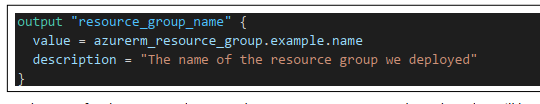 output "resource_group_name" {
  value = azurerm_resource_group.example.name
  description = "The name of the resource group we deployed"
}